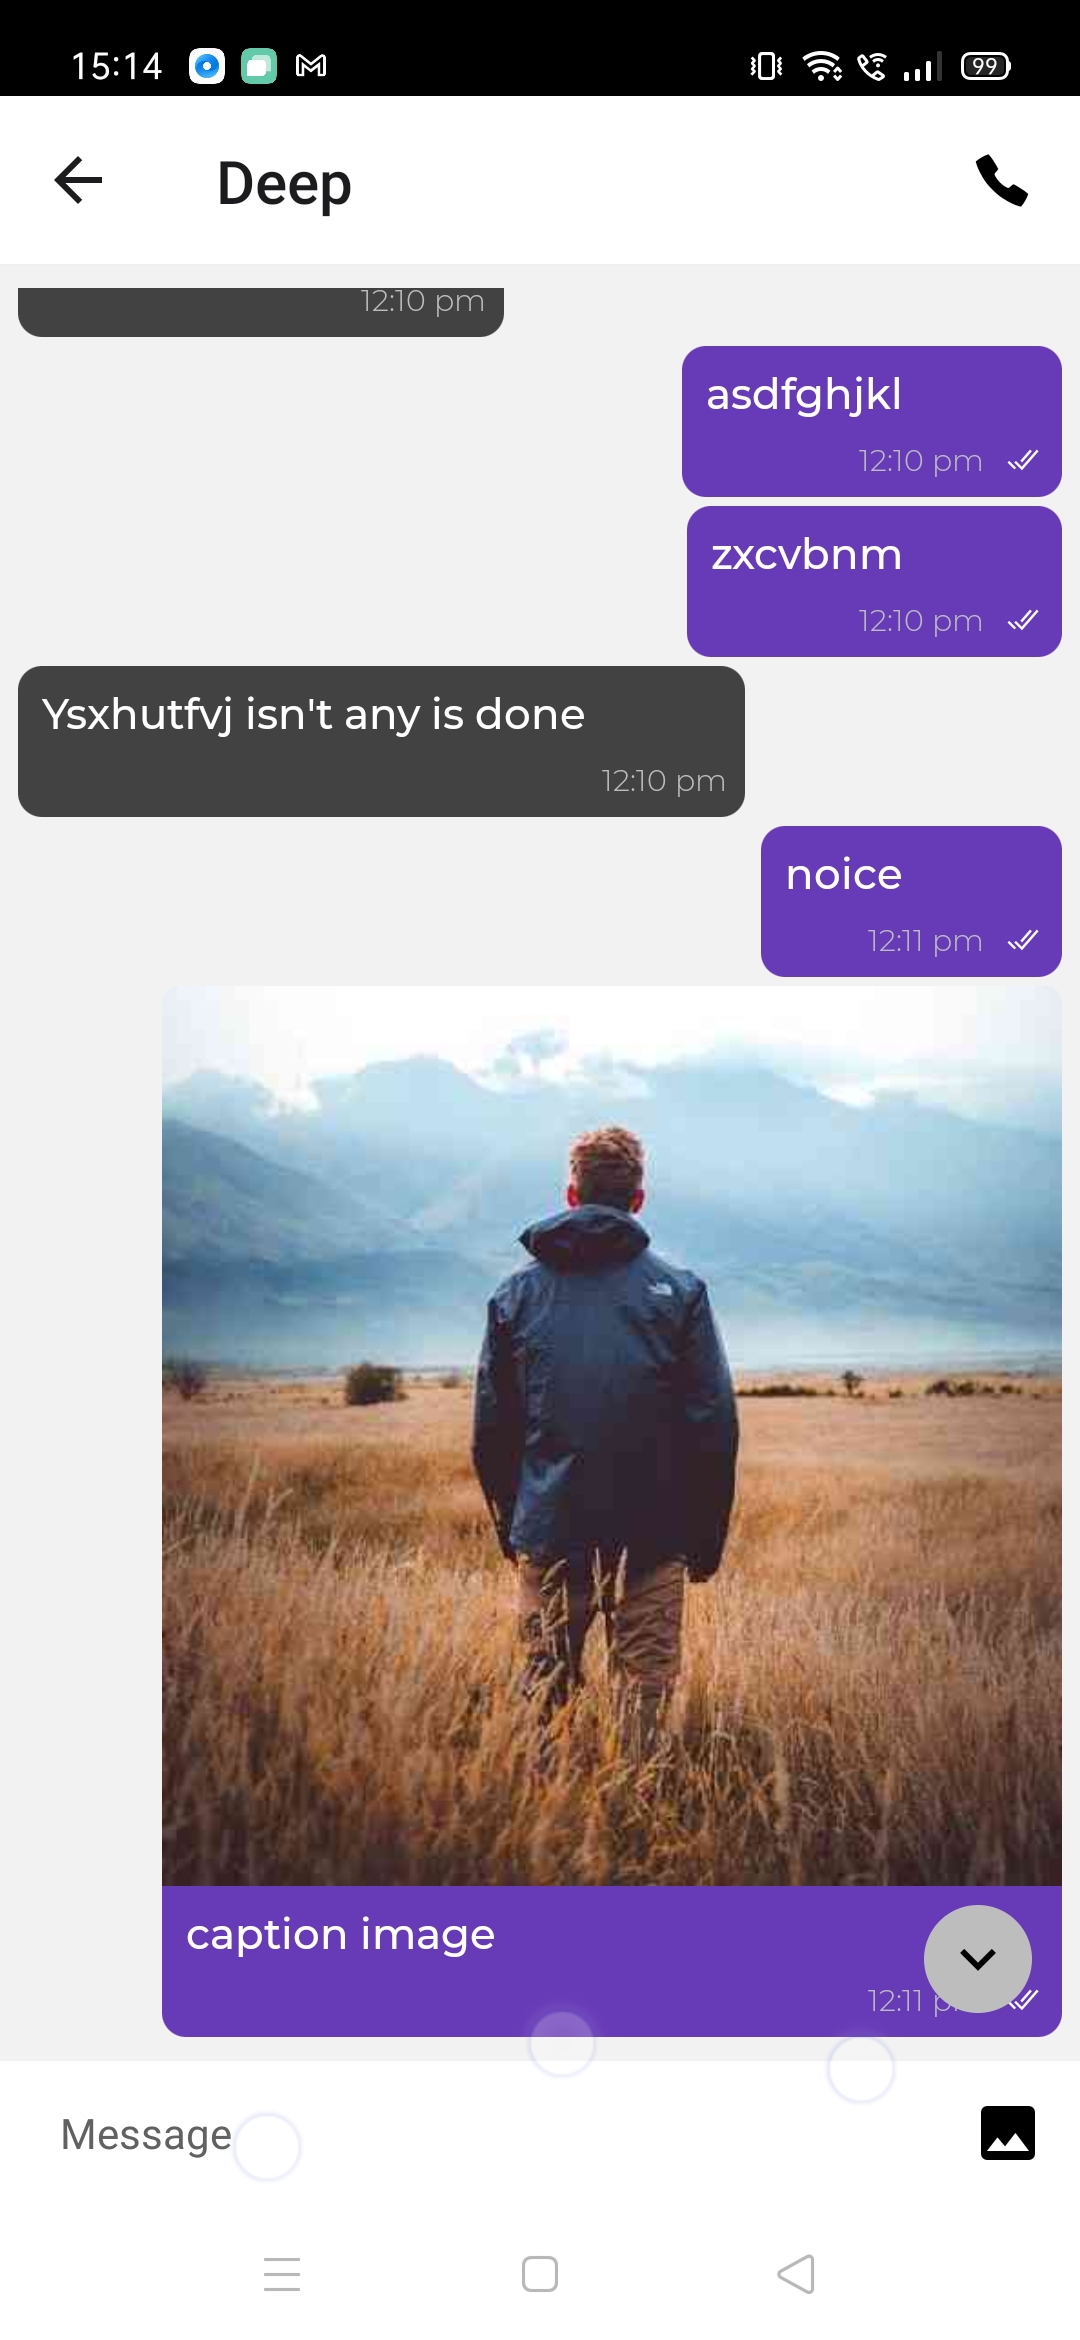 15:14
99
Deep
12:10 pm
asdfghjkl
12:10 pm
zxcvbnm
12:10 pm
Ysxhutfvj isn't any is done
12:10 pm
noice
12:11 pm
caption image
12:11
Message